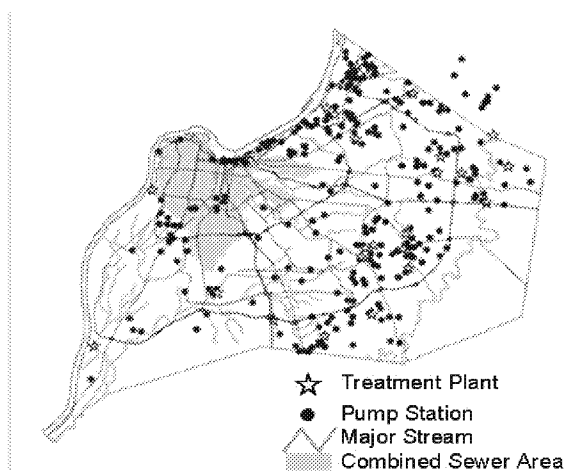 Treatment Plant
Pump Station
Major Stream
Combined Sewer Area